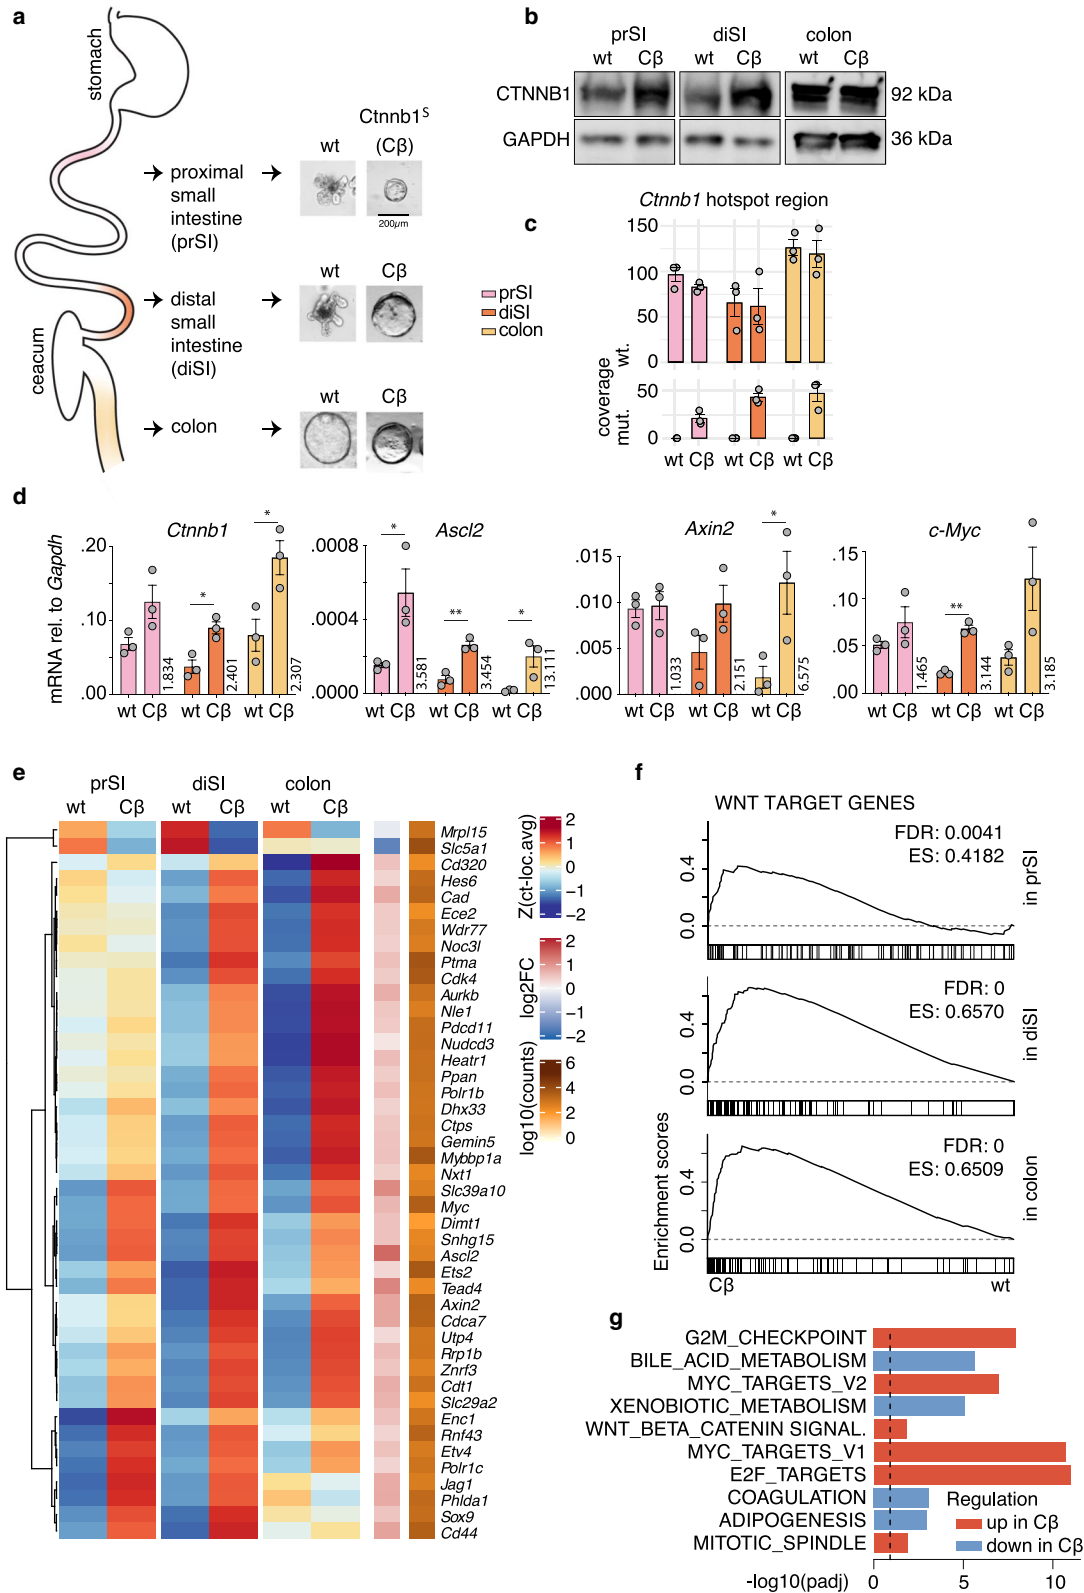 a
stomach
ceacum
proximal
small
intestine
(prSI)
distal
small
intestine
(diSI)
colon
wt
Ctnnb1S
(Cβ)
200µm
wt
Cβ
wt
Cβ
b
prSI
diSI
colon
wt Cβ wt Cβ wt Cβ
CTNNB1
92 kDa
GAPDH
36 kDa
c
Ctnnb1 hotspot region
prSI
diSI
colon
150
100
50
0
50
0
coverage
mut. wt.
wt Cβ wt Cβ wt Cβ
d
mRNA rel. to Gapdh
Ctnnb1
.20
.10
.00
* *
1.834 2.401 2.307
wt Cβ wt Cβ wt Cβ
Ascl2
.0008
.0004
.0000
* ** *
3.581 3.454 13.111
wt Cβ wt Cβ wt Cβ
Axin2
.015
.010
.005
.000
*
1.033 2.151 6.575
wt Cβ wt Cβ wt Cβ
c-Myc
.15
.10
.05
.00
**
1.465 3.144 3.185
wt Cβ wt Cβ wt Cβ
e
prSI diSI colon
wt Cβ wt Cβ wt Cβ
Mrpl15
Slc5a1
Cd320
Hes6
Cad
Ece2
Wdr77
Noc3l
Ptma
Cdk4
Aurkb
Nle1
Pdcd11
Nudcd3
Heatr1
Ppan
Polr1b
Dhx33
Ctps
Gemin5
Mybbp1a
Nxt1
Slc39a10
Myc
Dimt1
Snhg15
Ascl2
Ets2
Tead4
Axin2
Cdca7
Utp4
Rrp1b
Znrf3
Cdt1
Slc29a2
Enc1
Rnf43
Etv4
Polr1c
Jag1
Phlda1
Sox9
Cd44
Z(ct-loc.avg)
2
1
0
−1
−2
log2FC
2
1
0
−1
−2
log10(counts)
6
4
2
0
f
WNT TARGET GENES
FDR: 0.0041
ES: 0.4182
0.4
0.0
in prSI
FDR: 0
ES: 0.6570
0.4
0.0
in diSI
FDR: 0
ES: 0.6509
0.4
0.0
in colon
Enrichment scores
Cβ
wt
g
G2M_CHECKPOINT
BILE_ACID_METABOLISM
MYC_TARGETS_V2
XENOBIOTIC_METABOLISM
WNT_BETA_CATENIN SIGNAL.
MYC_TARGETS_V1
E2F_TARGETS
COAGULATION
ADIPOGENESIS
MITOTIC_SPINDLE
Regulation
up in Cβ
down in Cβ
-log10(padj)
0 5 10